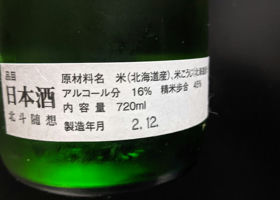 品目
日本酒
北斗随想
原材料名 米(北海道産)、米こうじ(北海道
アルコール分 16% 精米歩合 45%
内容量 720ml
製造年月 2.12.